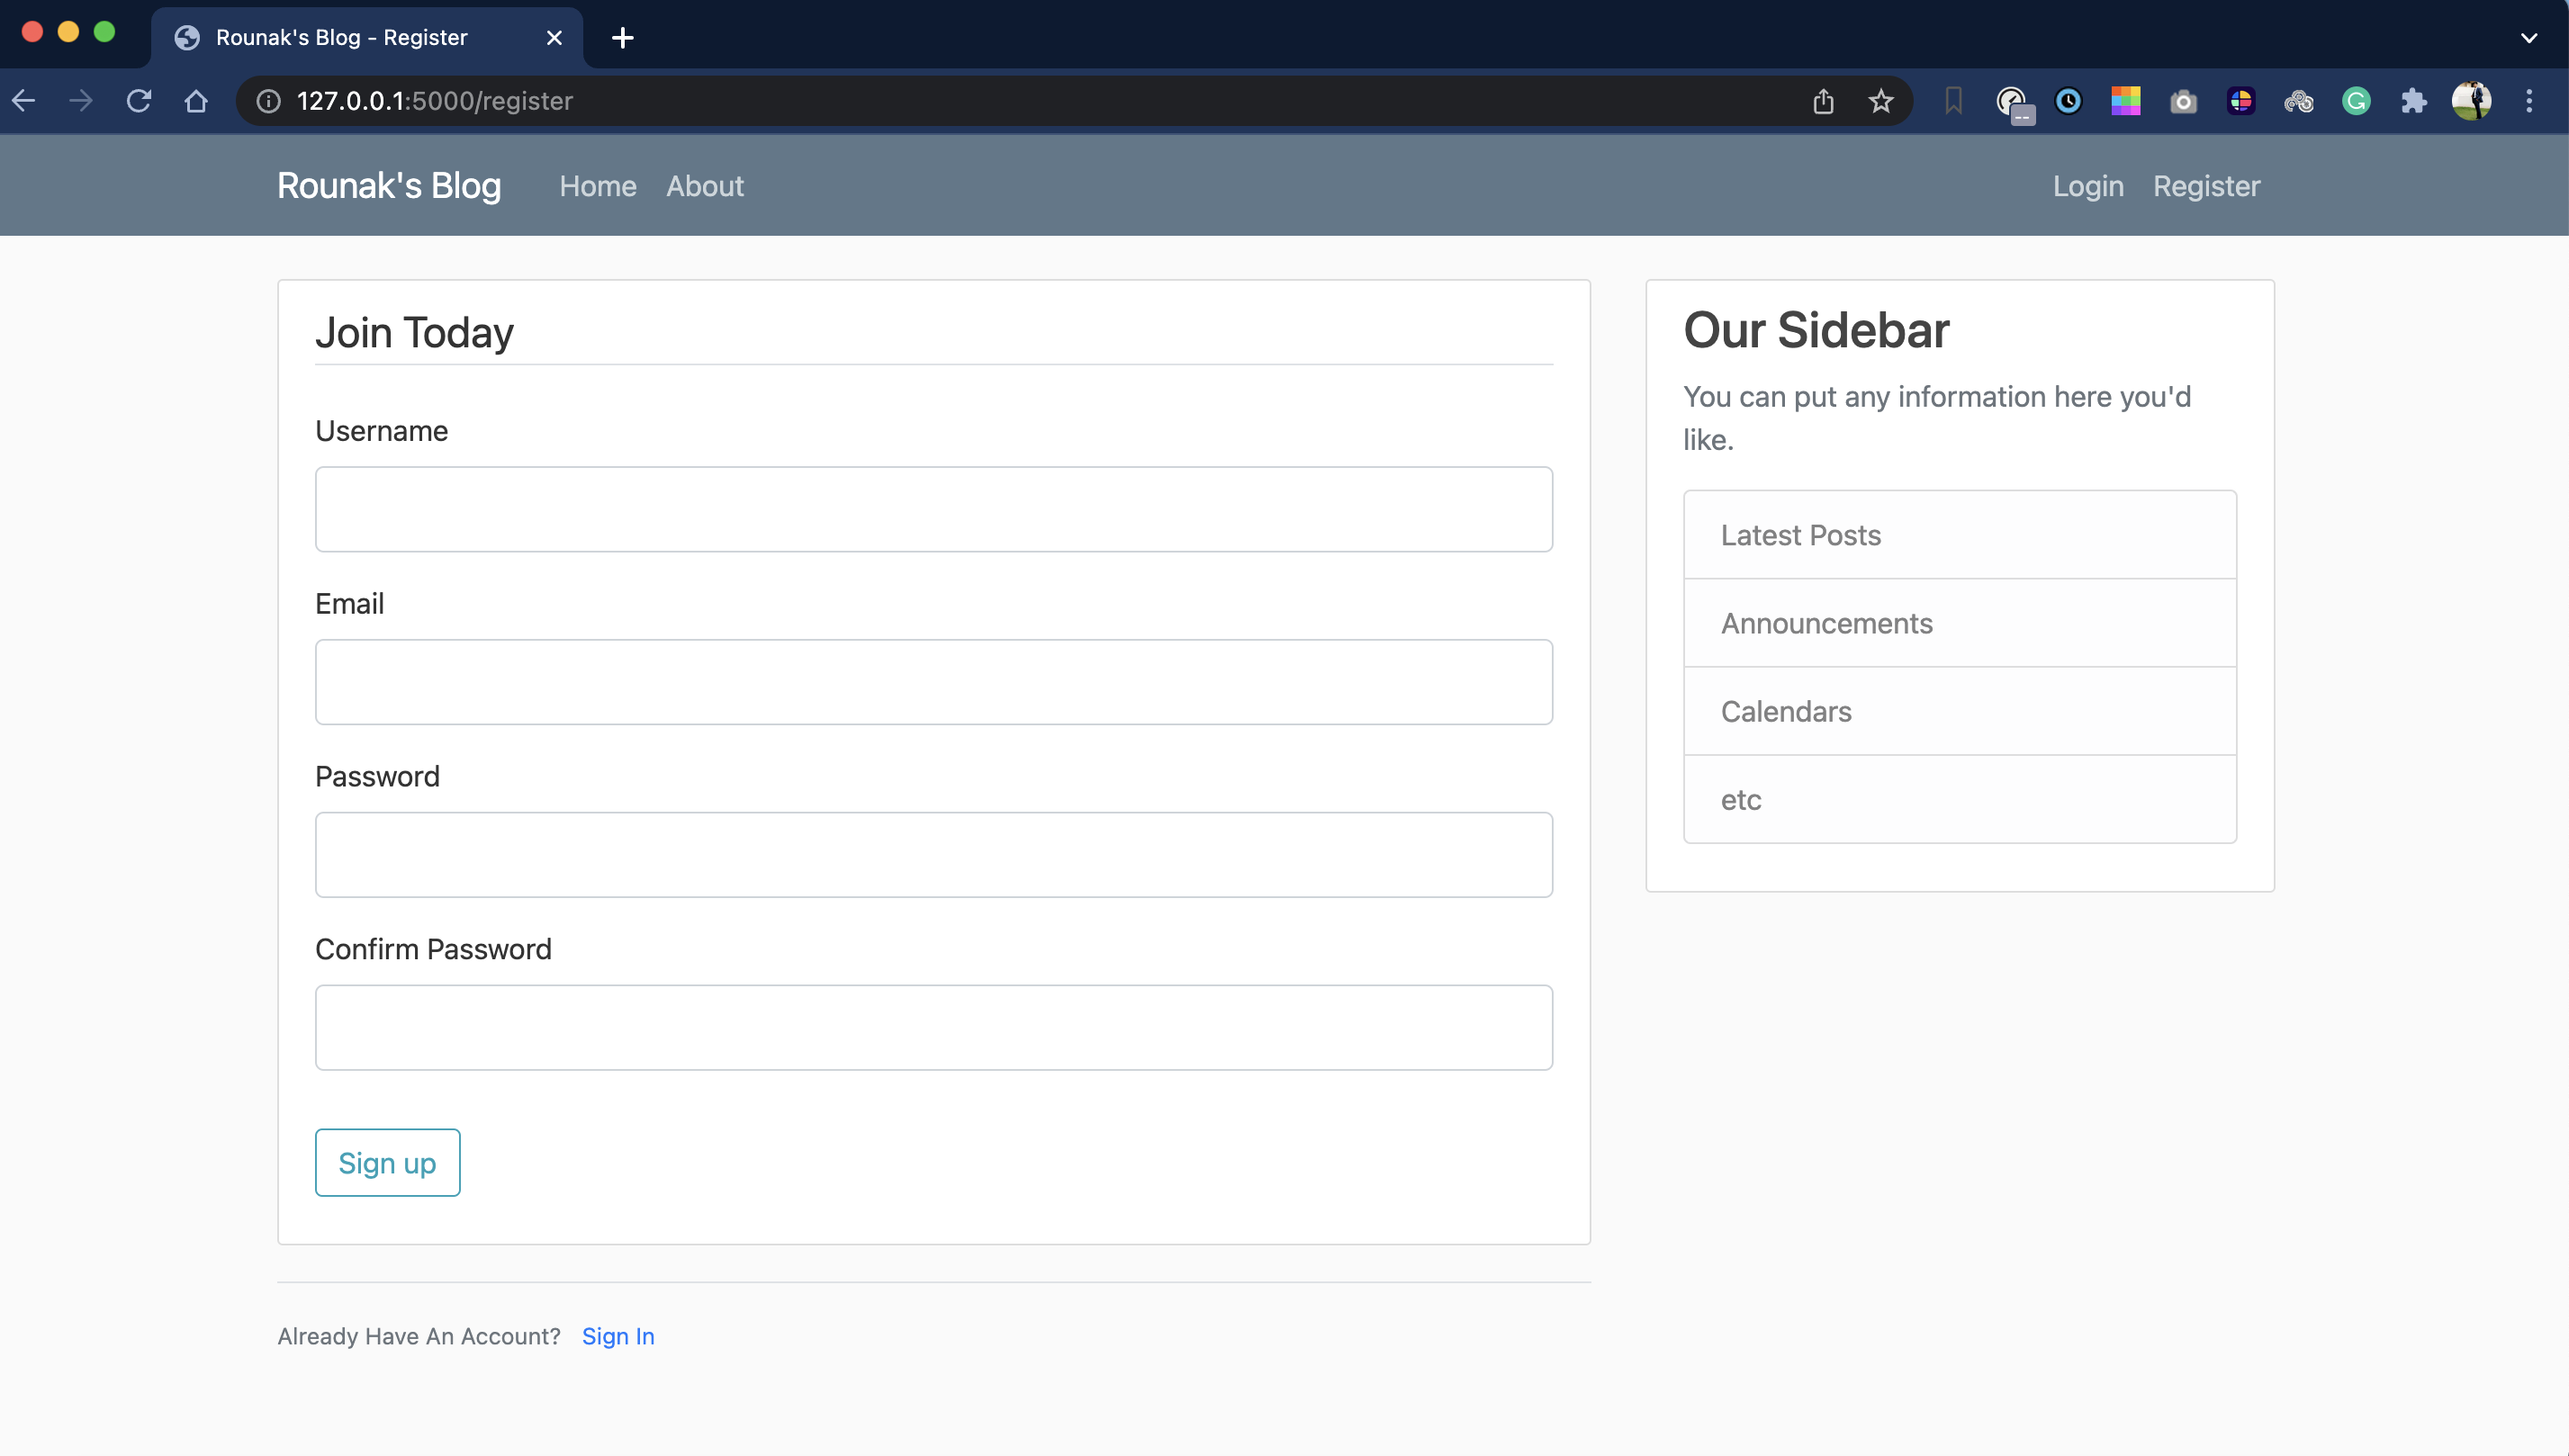 Rounak's Blog - Register
127.0.0.1:5000/register
--
Rounak's Blog Home About Login Register
Join Today
Username
Email
Password
Confirm Password
Sign up
Already Have An Account? Sign In
Our Sidebar
You can put any information here you'd
like.
Latest Posts
Announcements
Calendars
etc